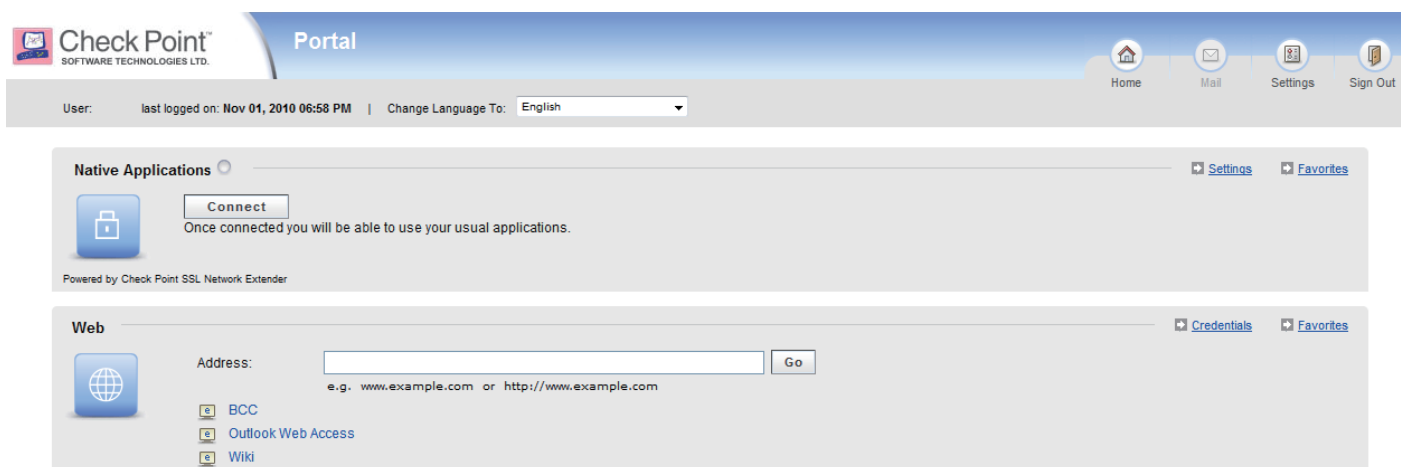 Check Point™
SOFTWARE TECHNOLOGIES LTD.
Portal
Home
Mail
Settings
Sign Out
User: last logged on: Nov 01, 2010 06:58 PM | Change Language To: English
Native Applications
Settings
Favorites
Connect
Once connected you will be able to use your usual applications.
Powered by Check Point SSL Network Extender
Web
Credentials
Favorites
Address:
Go
e.g. www.example.com or http://www.example.com
BCC
Outlook Web Access
Wiki